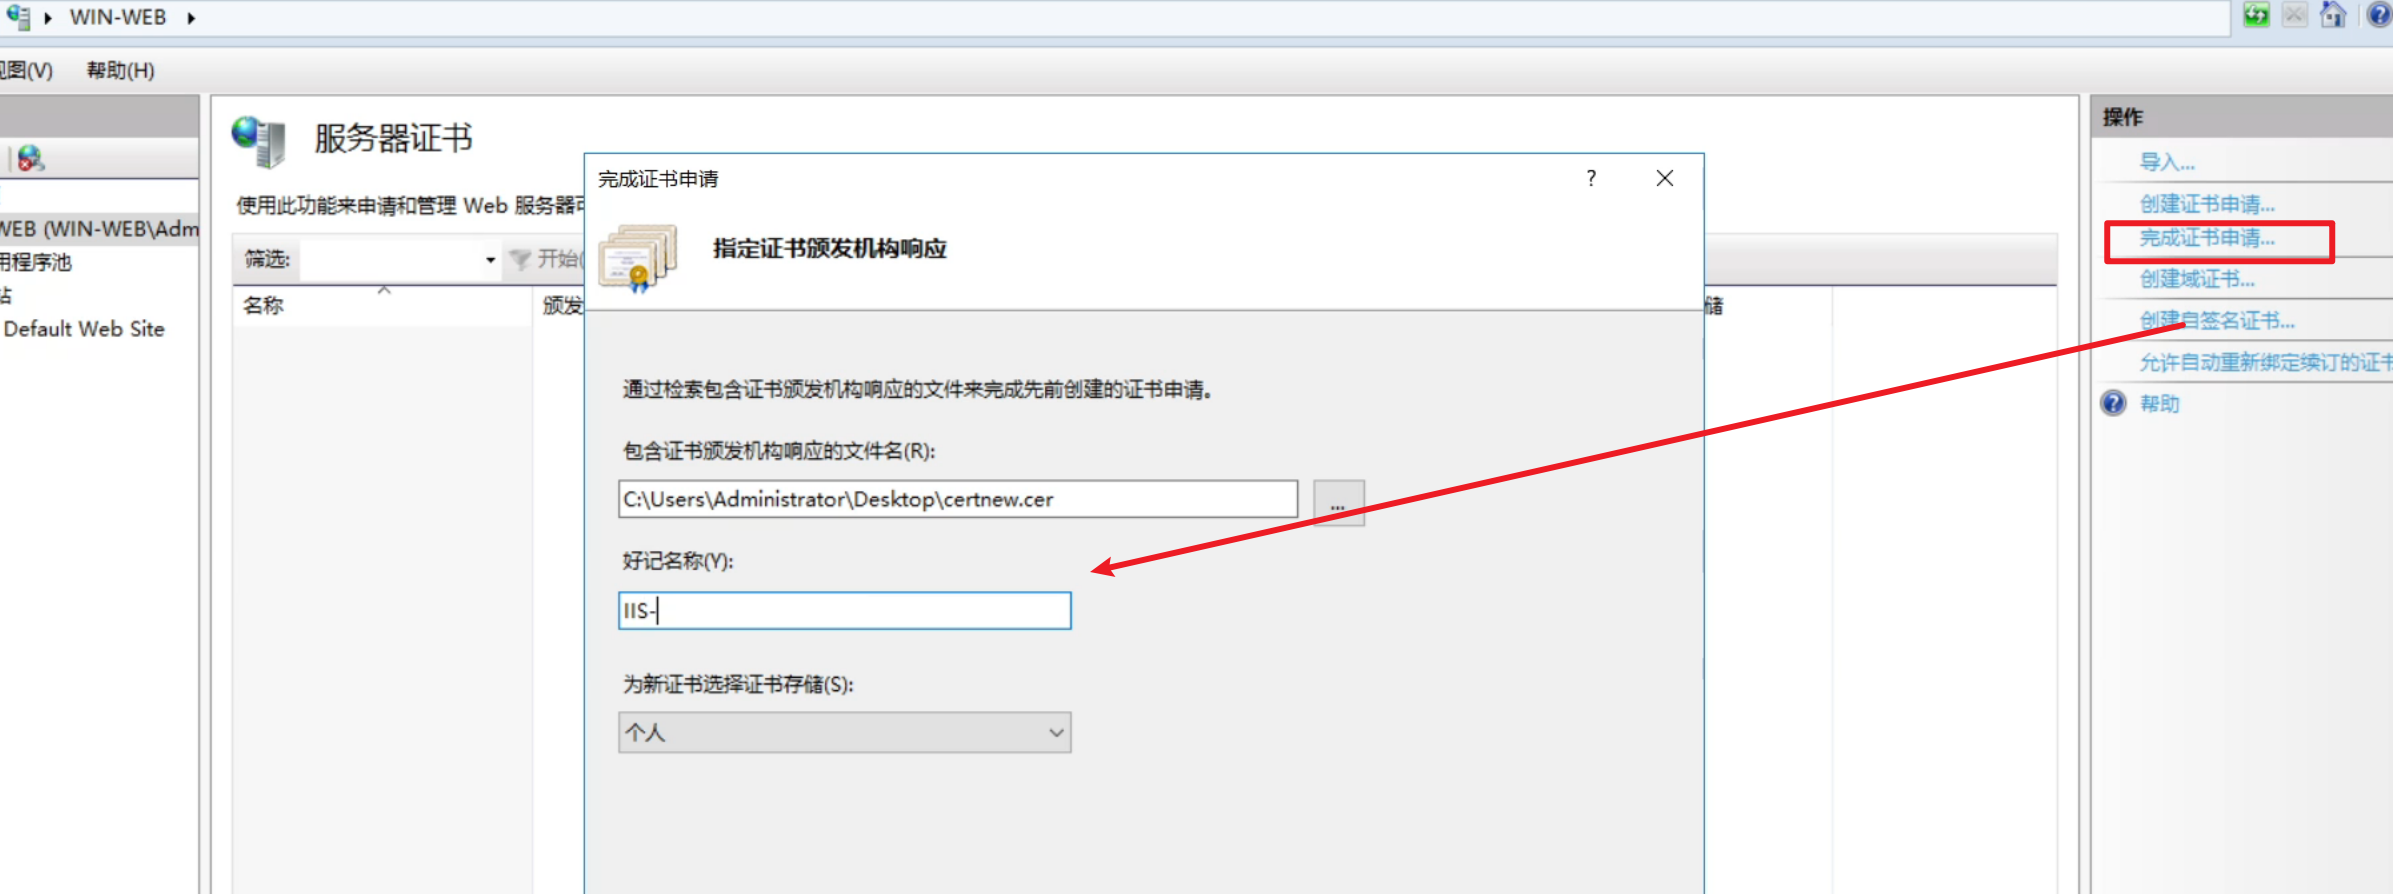 WIN-WEB
视图(V) 帮助(H)
服务器证书
使用此功能来申请和管理 Web 服务器可
WEB (WIN-WEB\Adm
用程序池
站
Default Web Site
筛选:
开始(
名称
颁发
储
完成证书申请
?
指定证书颁发机构响应
通过检索包含证书颁发机构响应的文件来完成先前创建的证书申请。
包含证书颁发机构响应的文件名(R):
C:\Users\Administrator\Desktop\certnew.cer
...
好记名称(Y):
IIS-
为新证书选择证书存储(S):
个人
操作
导入...
创建证书申请...
完成证书申请...
创建域证书...
创建自签名证书...
允许自动重新绑定续订的证书
帮助